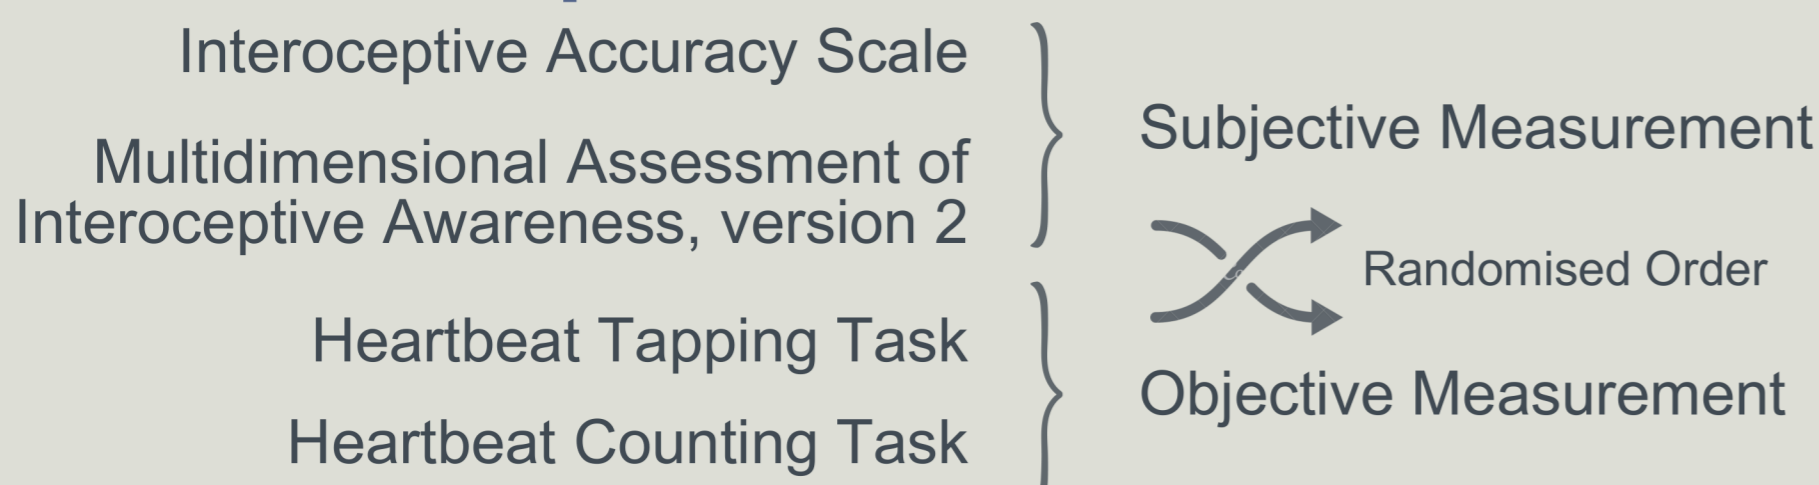 Interoceptive Accuracy Scale
Multidimensional Assessment of
Interoceptive Awareness, version 2
Subjective Measurement
Randomised Order
Heartbeat Tapping Task
Heartbeat Counting Task
Objective Measurement